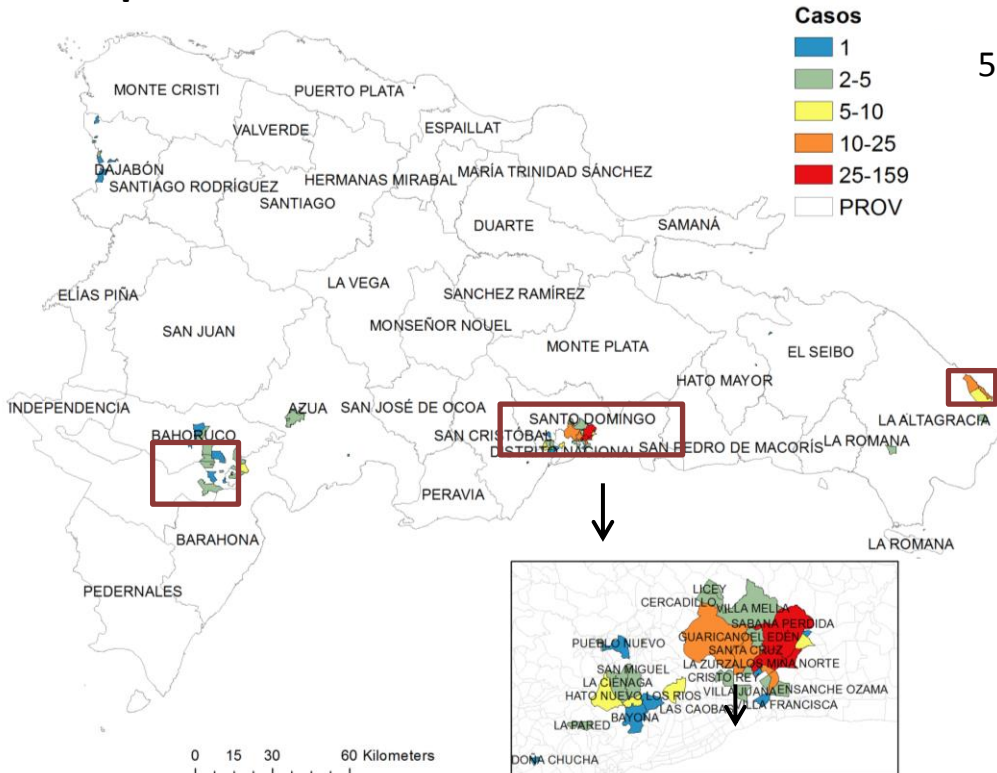 Casos
1
2-5
5-10
10-25
25-159
PROV
5
MONTE CRISTI
PUERTO PLATA
VALVERDE
ESPAILLAT
DAJABÓN
SANTIAGO RODRÍGUEZ
HERMANAS MIRABAL
MARÍA TRINIDAD SÁNCHEZ
SANTIAGO
DUARTE
SAMANÁ
LA VEGA
ELÍAS PIÑA
SANCHEZ RAMÍREZ
SAN JUAN
MONSEÑOR NOUEL
MONTE PLATA
EL SEIBO
HATO MAYOR
INDEPENDENCIA
AZUA
SAN JOSÉ DE OCOA
SANTO DOMINGO
LA ALTAGRACIA
BAHORUCO
SAN CRISTÓBAL
DISTRITO NACIONAL
SAN PEDRO DE MACORÍS
LA ROMANA
PERAVIA
BARAHONA
LA ROMANA
PEDERNALES
LICEY
CERCADILLO
VILLA MELLA
SABANA PERDIDA
PUEBLO NUEVO
GUARICANO
EL EDÉN
SANTA CRUZ
SAN MIGUEL
LA ZURZA
LOS MINA NORTE
LA CIÉNAGA
CRISTO REY
HATO NUEVO
LOS RIOS
VILLA JUANA
ENSANCHE OZAMA
LAS CAOBAS
VILLA FRANCISCA
BAYONA
LA PARED
DOÑA CHUCHA
0 15 30 60 Kilometers